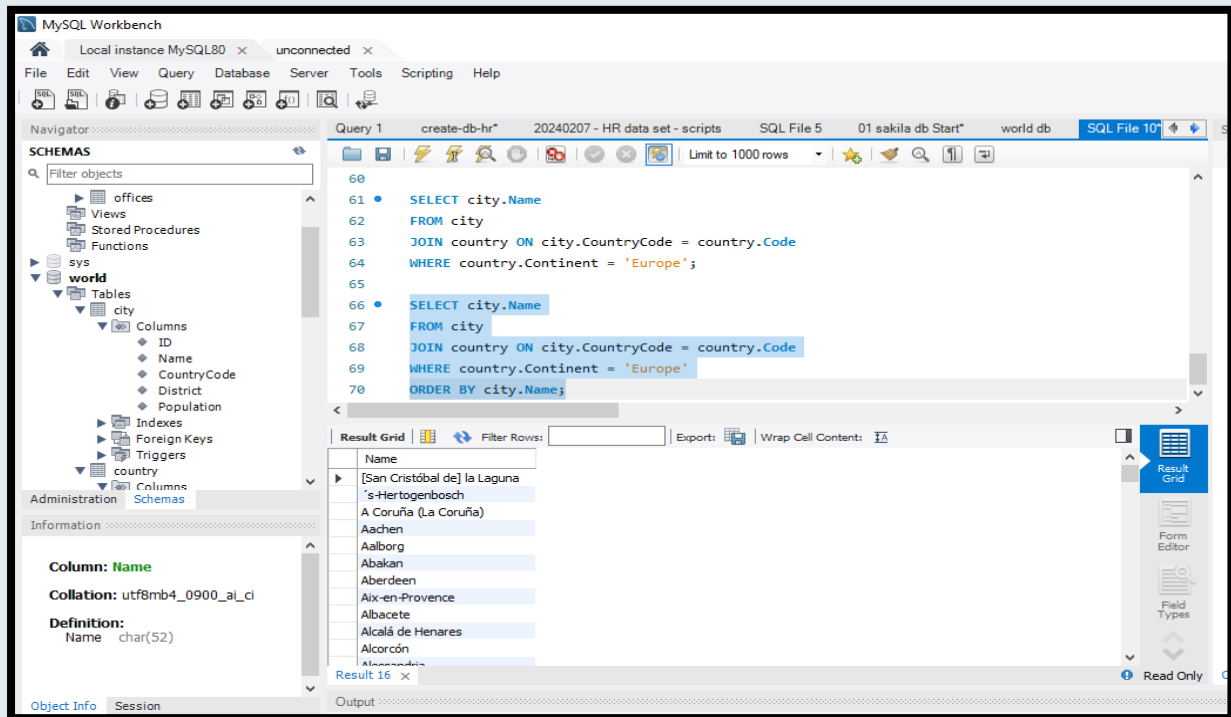 MySQL Workbench
Local instance MySQL80 ×
unconnected ×
File Edit View Query Database Server Tools Scripting Help
Navigator
SCHEMAS
Filter objects
offices
Views
Stored Procedures
Functions
sys
world
Tables
city
Columns
ID
Name
CountryCode
District
Population
Indexes
Foreign Keys
Triggers
country
Columns
Administration Schemas
Information
Column: Name
Collation: utf8mb4_0900_ai_ci
Definition:
Name char(52)
Object Info Session
Query 1 create-db-hr* 20240207 - HR data set - scripts SQL File 5 01 sakila db Start* world db SQL File 10*
Limit to 1000 rows
60
61 SELECT city.Name
62 FROM city
63 JOIN country ON city.CountryCode = country.Code
64 WHERE country.Continent = 'Europe';
65
66 SELECT city.Name
67 FROM city
68 JOIN country ON city.CountryCode = country.Code
69 WHERE country.Continent = 'Europe'
70 ORDER BY city.Name;
Result Grid Filter Rows: Export: Wrap Cell Content:
Name
[San Cristóbal de] la Laguna
´s-Hertogenbosch
A Coruña (La Coruña)
Aachen
Aalborg
Abakan
Aberdeen
Aix-en-Provence
Albacete
Alcalá de Henares
Alcorcón
Result 16 ×
Result
Grid
Form
Editor
Field
Types
Read Only
Output